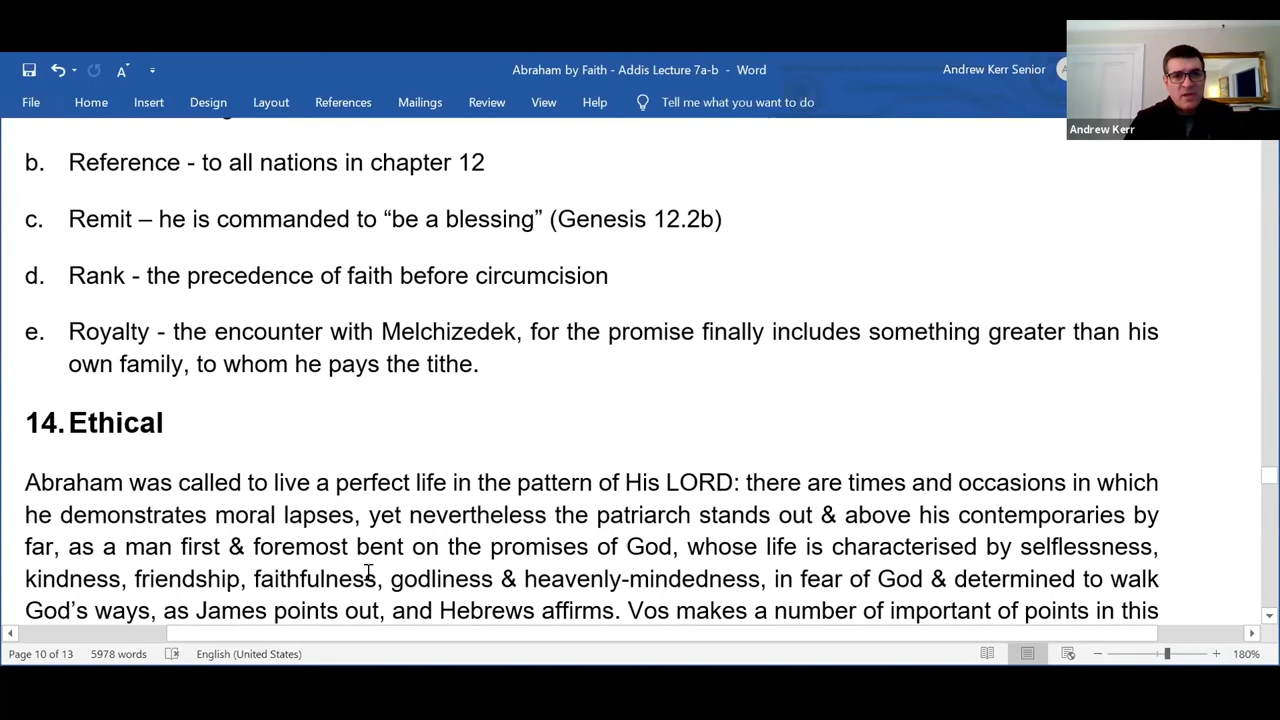 Abraham by Faith - Addis Lecture 7a-b - Word
Andrew Kerr Senior
File Home Insert Design Layout References Mailings Review View Help Tell me what you want to do
Andrew Kerr
b. Reference - to all nations in chapter 12
c. Remit – he is commanded to “be a blessing” (Genesis 12.2b)
d. Rank - the precedence of faith before circumcision
e. Royalty - the encounter with Melchizedek, for the promise finally includes something greater than his
own family, to whom he pays the tithe.
14. Ethical
Abraham was called to live a perfect life in the pattern of His LORD: there are times and occasions in which
he demonstrates moral lapses, yet nevertheless the patriarch stands out & above his contemporaries by
far, as a man first & foremost bent on the promises of God, whose life is characterised by selflessness,
kindness, friendship, faithfulness, godliness & heavenly-mindedness, in fear of God & determined to walk
God’s ways, as James points out, and Hebrews affirms. Vos makes a number of important of points in this
Page 10 of 13 5978 words English (United States) 180%